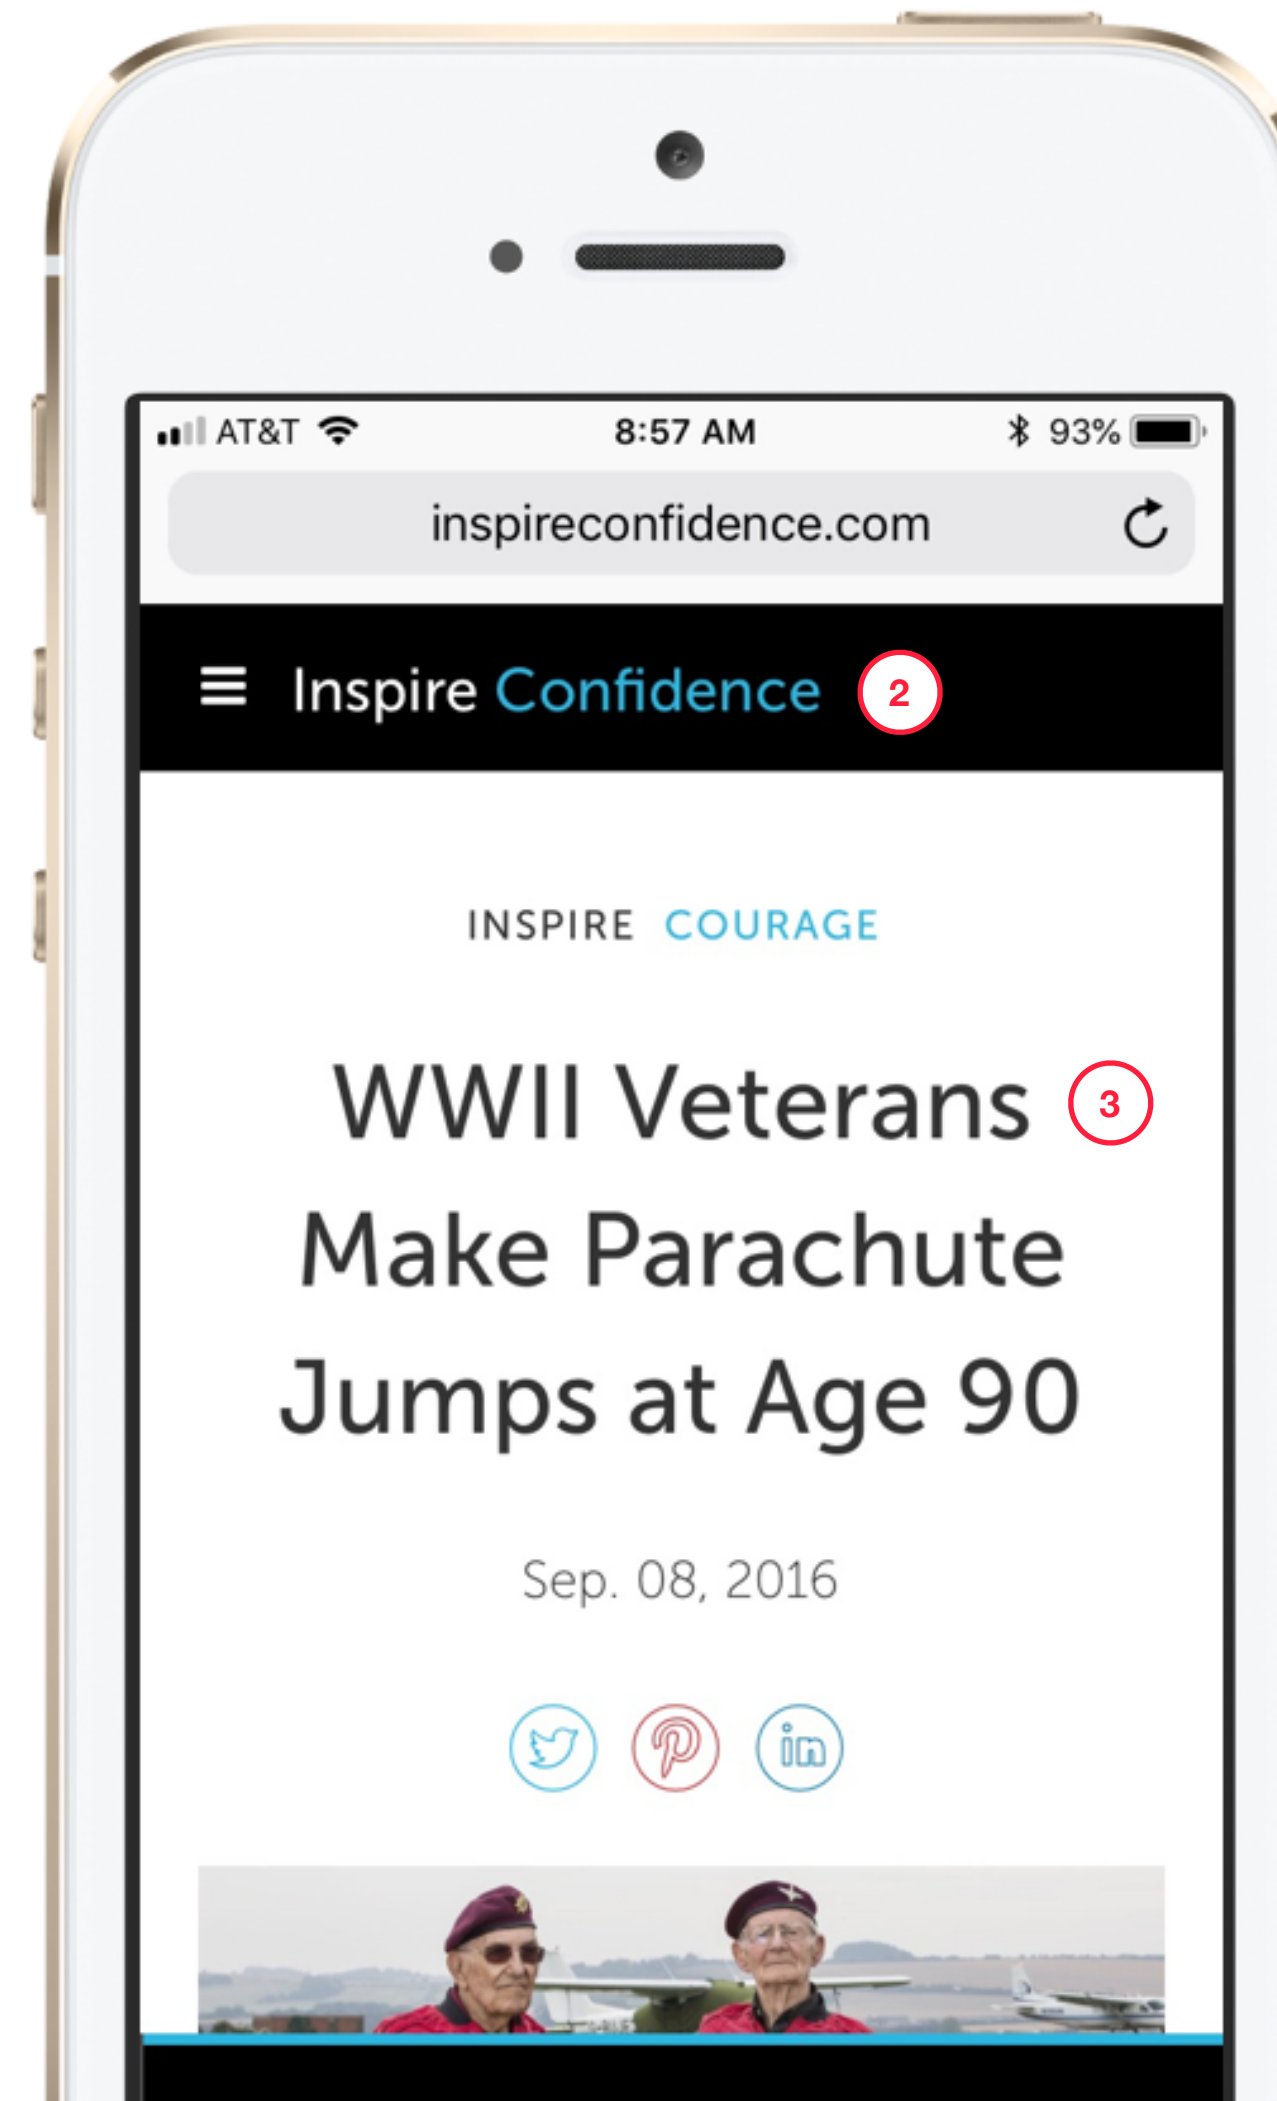 AT&T 8:57 AM 93%
inspireconfidence.com
Inspire Confidence 2
INSPIRE COURAGE
WWII Veterans 3
Make Parachute
Jumps at Age 90
Sep. 08, 2016
in